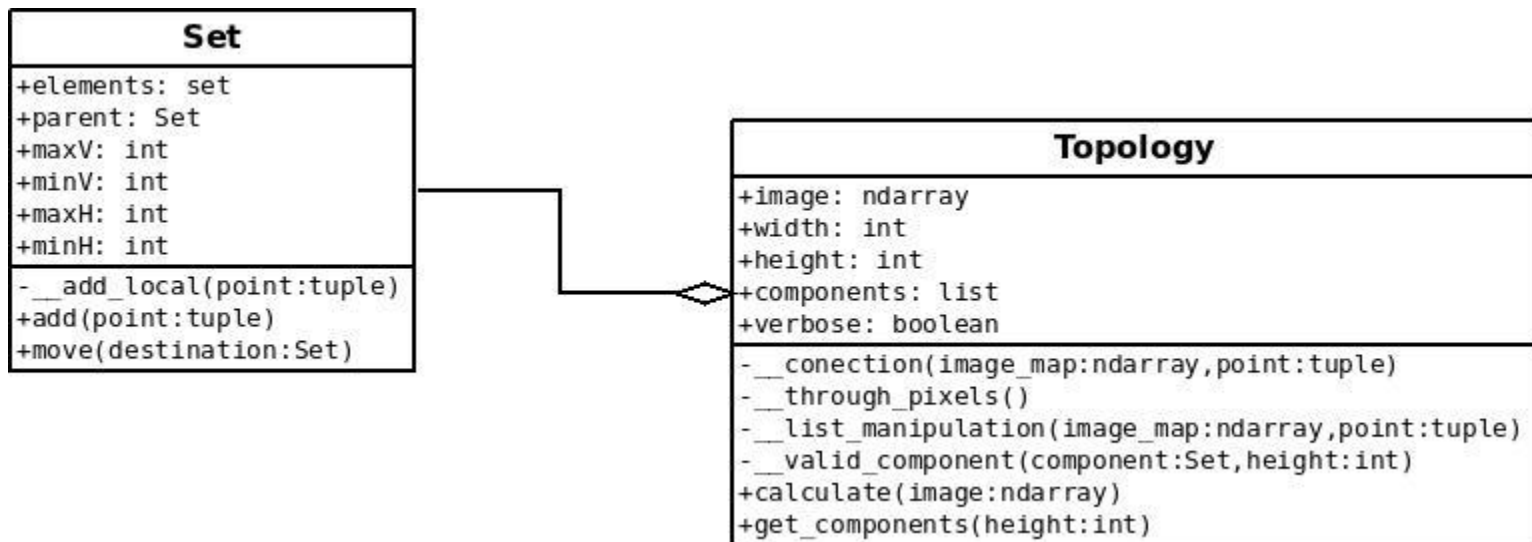 Set
+elements: set
+parent: Set
+maxV: int
+minV: int
+maxH: int
+minH: int
-__add_local(point:tuple)
+add(point:tuple)
+move(destination:Set)
Topology
+image: ndarray
+width: int
+height: int
+components: list
+verbose: boolean
-__conection(image_map:ndarray,point:tuple)
-__through_pixels()
-__list_manipulation(image_map:ndarray,point:tuple)
-__valid_component(component:Set,height:int)
+calculate(image:ndarray)
+get_components(height:int)